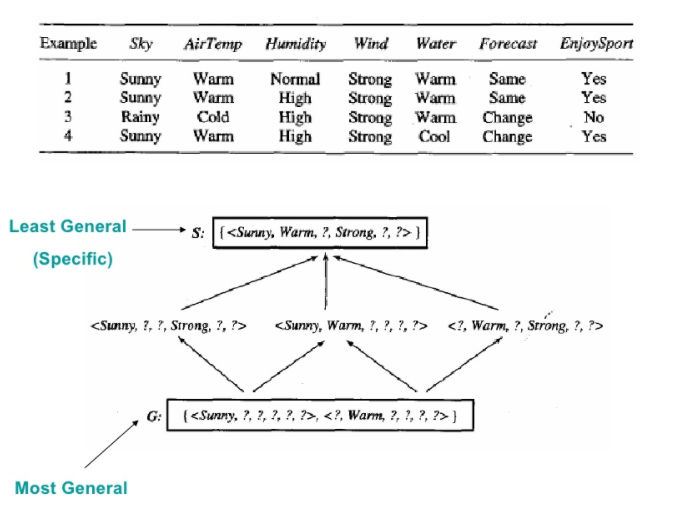 Example Sky AirTemp Humidity Wind Water Forecast EnjoySport
1 Sunny Warm Normal Strong Warm Same Yes
2 Sunny Warm High Strong Warm Same Yes
3 Rainy Cold High Strong Warm Change No
4 Sunny Warm High Strong Cool Change Yes
Least General
(Specific)
S: {<Sunny, Warm, ?, Strong, ?, ?>}
<Sunny, ?, ?, Strong, ?, ?> <Sunny, Warm, ?, ?, ?, ?> <?, Warm, ?, Strong, ?, ?>
G: {<Sunny, ?, ?, ?, ?, ?>, <?, Warm, ?, ?, ?, ?>}
Most General